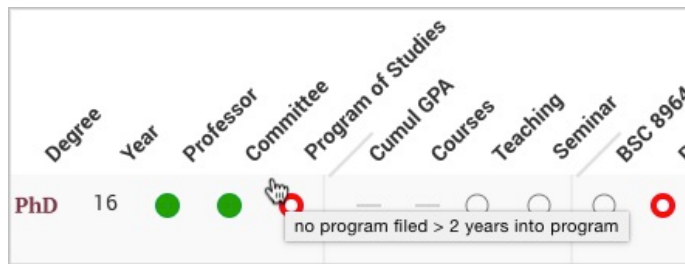 Degree
Year
Professor
Committee
Program of Studies
Cumul GPA
Courses
Teaching
Seminar
BSC 8964
PhD 16
no program filed > 2 years into program